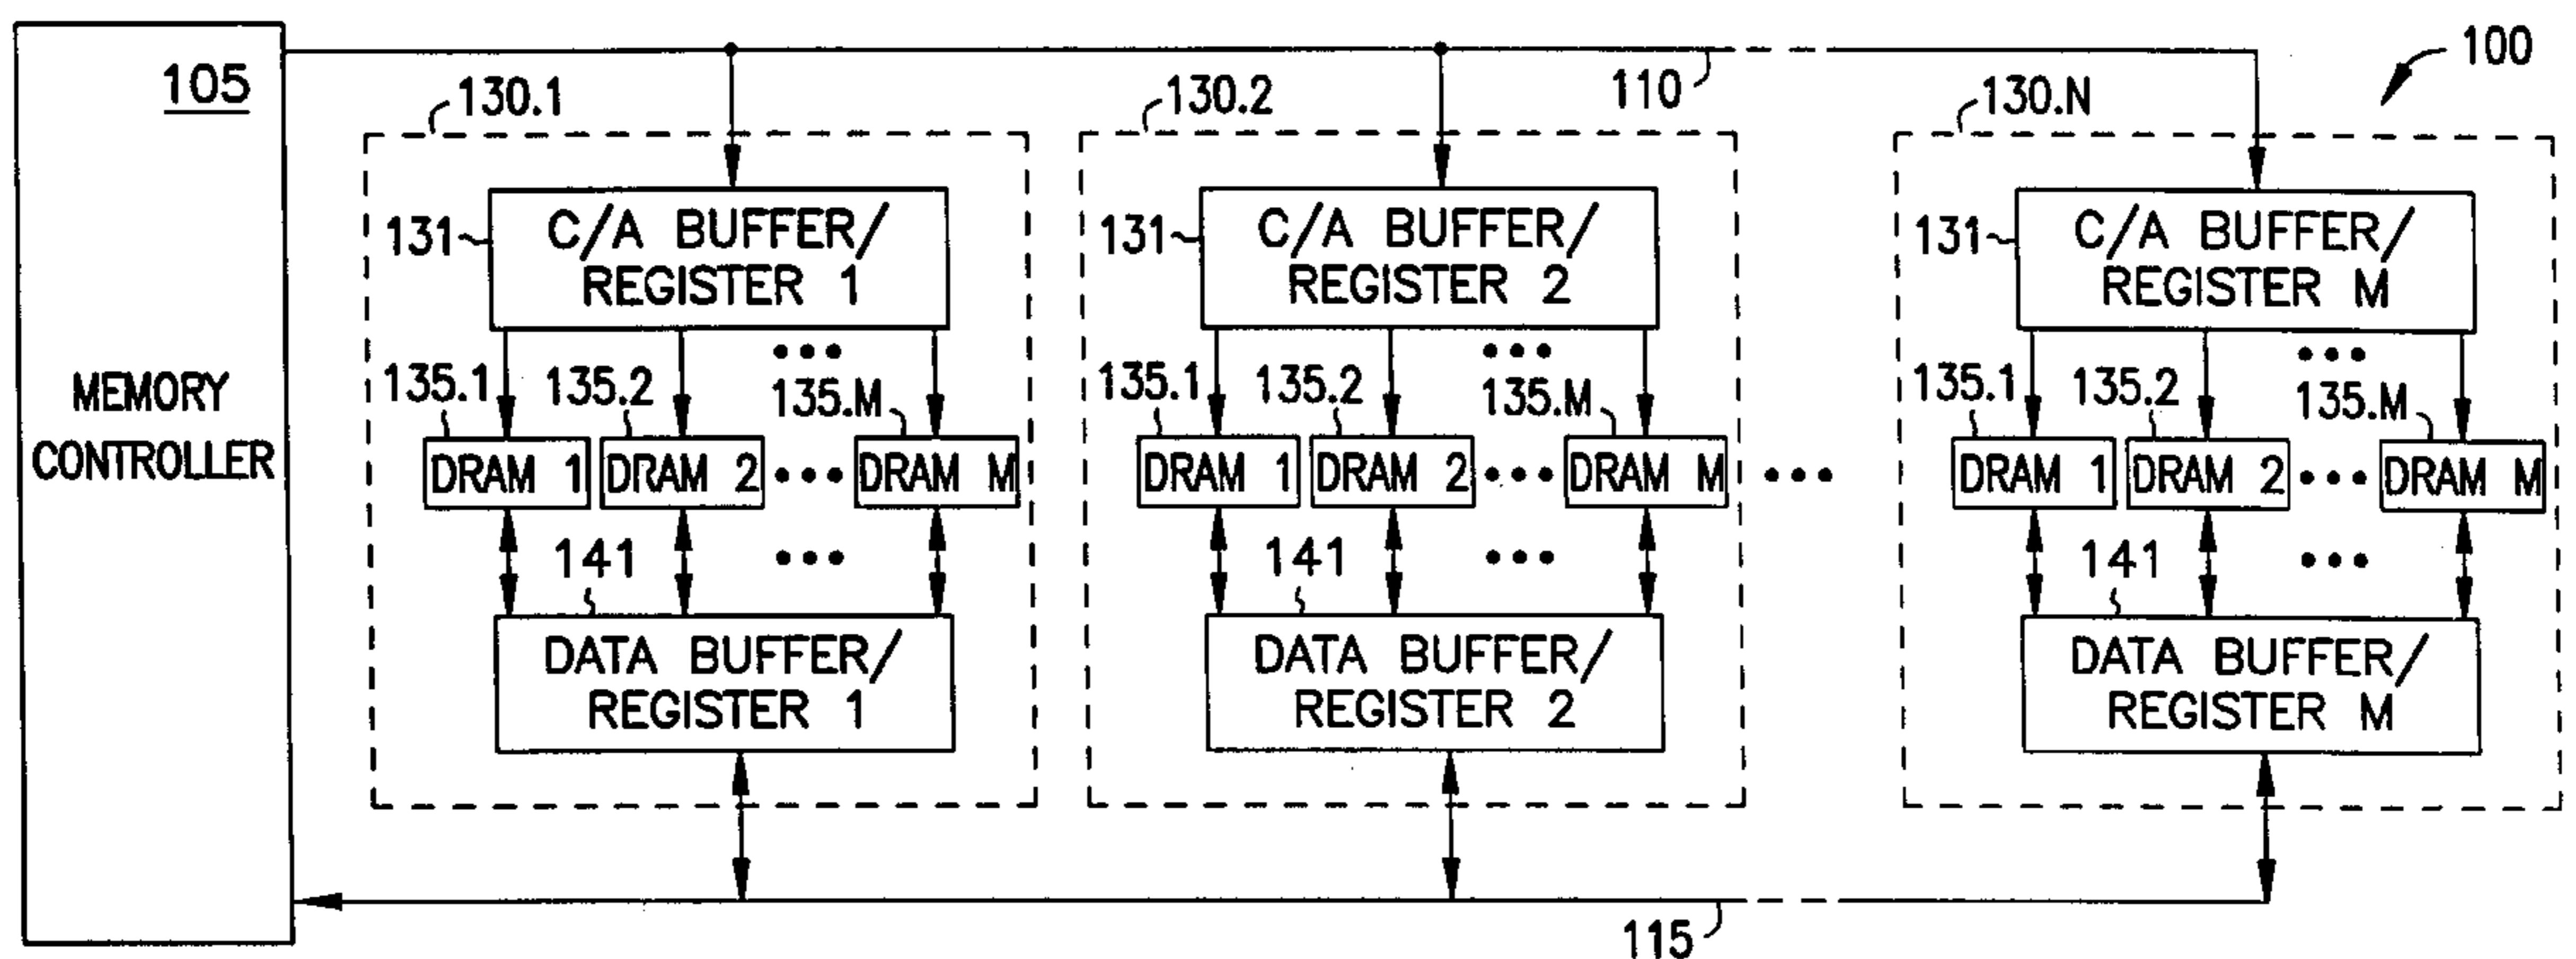 100
105
MEMORY
CONTROLLER
110
130.1
131
C/A BUFFER/
REGISTER 1
135.1
135.2
135.M
DRAM 1
DRAM 2
DRAM M
141
DATA BUFFER/
REGISTER 1
130.2
131
C/A BUFFER/
REGISTER 2
135.1
135.2
135.M
DRAM 1
DRAM 2
DRAM M
141
DATA BUFFER/
REGISTER 2
130.N
131
C/A BUFFER/
REGISTER M
135.1
135.2
135.M
DRAM 1
DRAM 2
DRAM M
141
DATA BUFFER/
REGISTER M
115